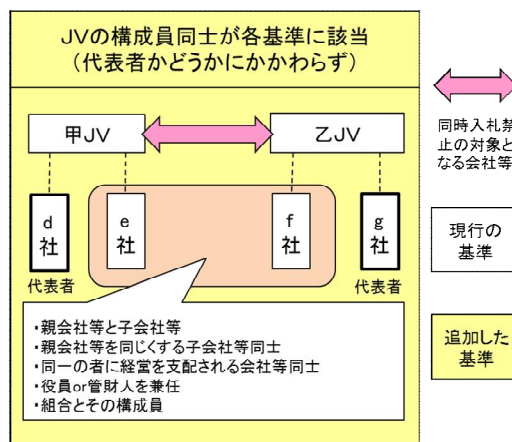 JVの構成員同士が各基準に該当
(代表者かどうかにかかわらず)
甲JV
乙JV
d
社
e
社
f
社
g
社
代表者
代表者
・親会社等と子会社等
・親会社等を同じくする子会社等同士
・同一の者に経営を支配される会社等同士
・役員or管財人を兼任
・組合とその構成員
同時入札禁
止の対象と
なる会社等
現行の
基準
追加した
基準